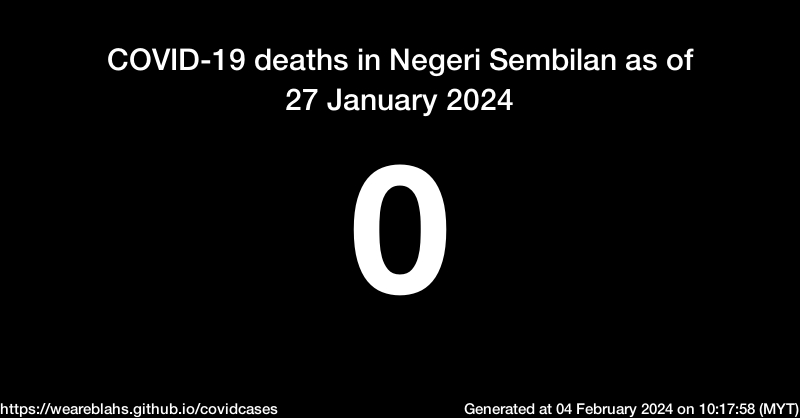 COVID-19 deaths in Negeri Sembilan as of
27 January 2024
0
https://weareblahs.github.io/covidcases
Generated at 04 February 2024 on 10:17:58 (MYT)